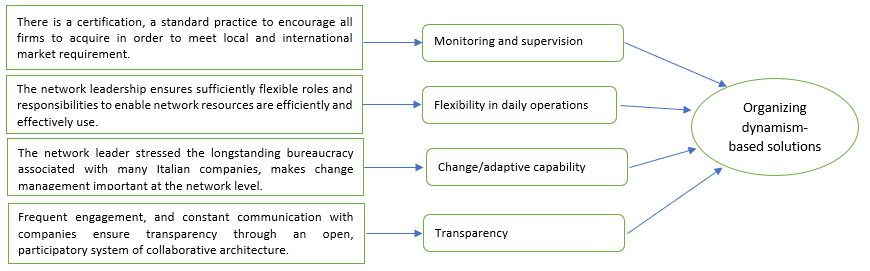 There is a certification, a standard practice to encourage all
firms to acquire in order to meet local and international
market requirement.
Monitoring and supervision
The network leadership ensures sufficiently flexible roles and
responsibilities to enable network resources are efficiently and
effectively use.
Flexibility in daily operations
The network leader stressed the longstanding bureaucracy
associated with many Italian companies, makes change
management important at the network level.
Change/adaptive capability
Frequent engagement, and constant communication with
companies ensure transparency through an open,
participatory system of collaborative architecture.
Transparency
Organizing
dynamism-
based solutions